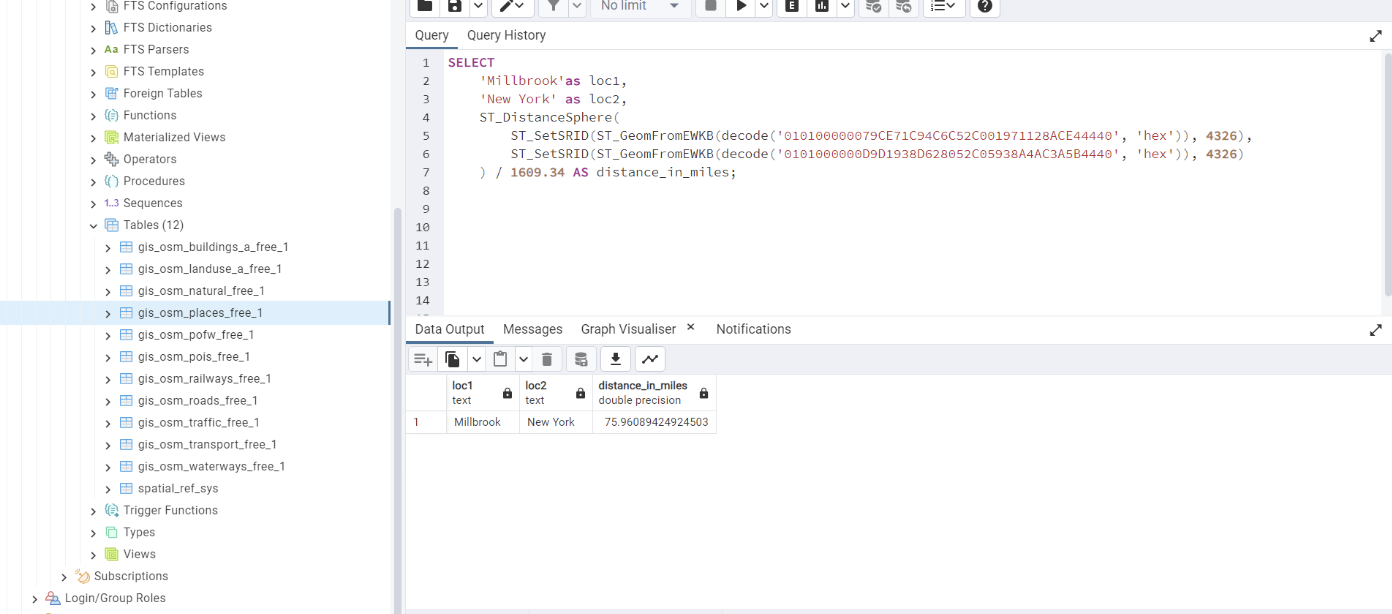 FTS Configurations
FTS Dictionaries
Aa FTS Parsers
FTS Templates
Foreign Tables
Functions
Materialized Views
Operators
Procedures
1..3 Sequences
Tables (12)
gis_osm_buildings_a_free_1
gis_osm_landuse_a_free_1
gis_osm_natural_free_1
gis_osm_places_free_1
gis_osm_pofw_free_1
gis_osm_pois_free_1
gis_osm_railways_free_1
gis_osm_roads_free_1
gis_osm_traffic_free_1
gis_osm_transport_free_1
gis_osm_waterways_free_1
spatial_ref_sys
Trigger Functions
Types
Views
Subscriptions
Login/Group Roles
No limit E
Query Query History
1 SELECT
2 'Millbrook'as loc1,
3 'New York' as loc2,
4 ST_DistanceSphere(
5 ST_SetSRID(ST_GeomFromEWKB(decode('010100000079CE71C94C6C52C001971128ACE44440', 'hex')), 4326),
6 ST_SetSRID(ST_GeomFromEWKB(decode('0101000000D9D1938D628052C05938A4AC3A5B4440', 'hex')), 4326)
7 ) / 1609.34 AS distance_in_miles;
8
9
10
11
12
13
14
Data Output Messages Graph Visualiser × Notifications
loc1 loc2 distance_in_miles
text text double precision
1 Millbrook New York 75.96089424924503